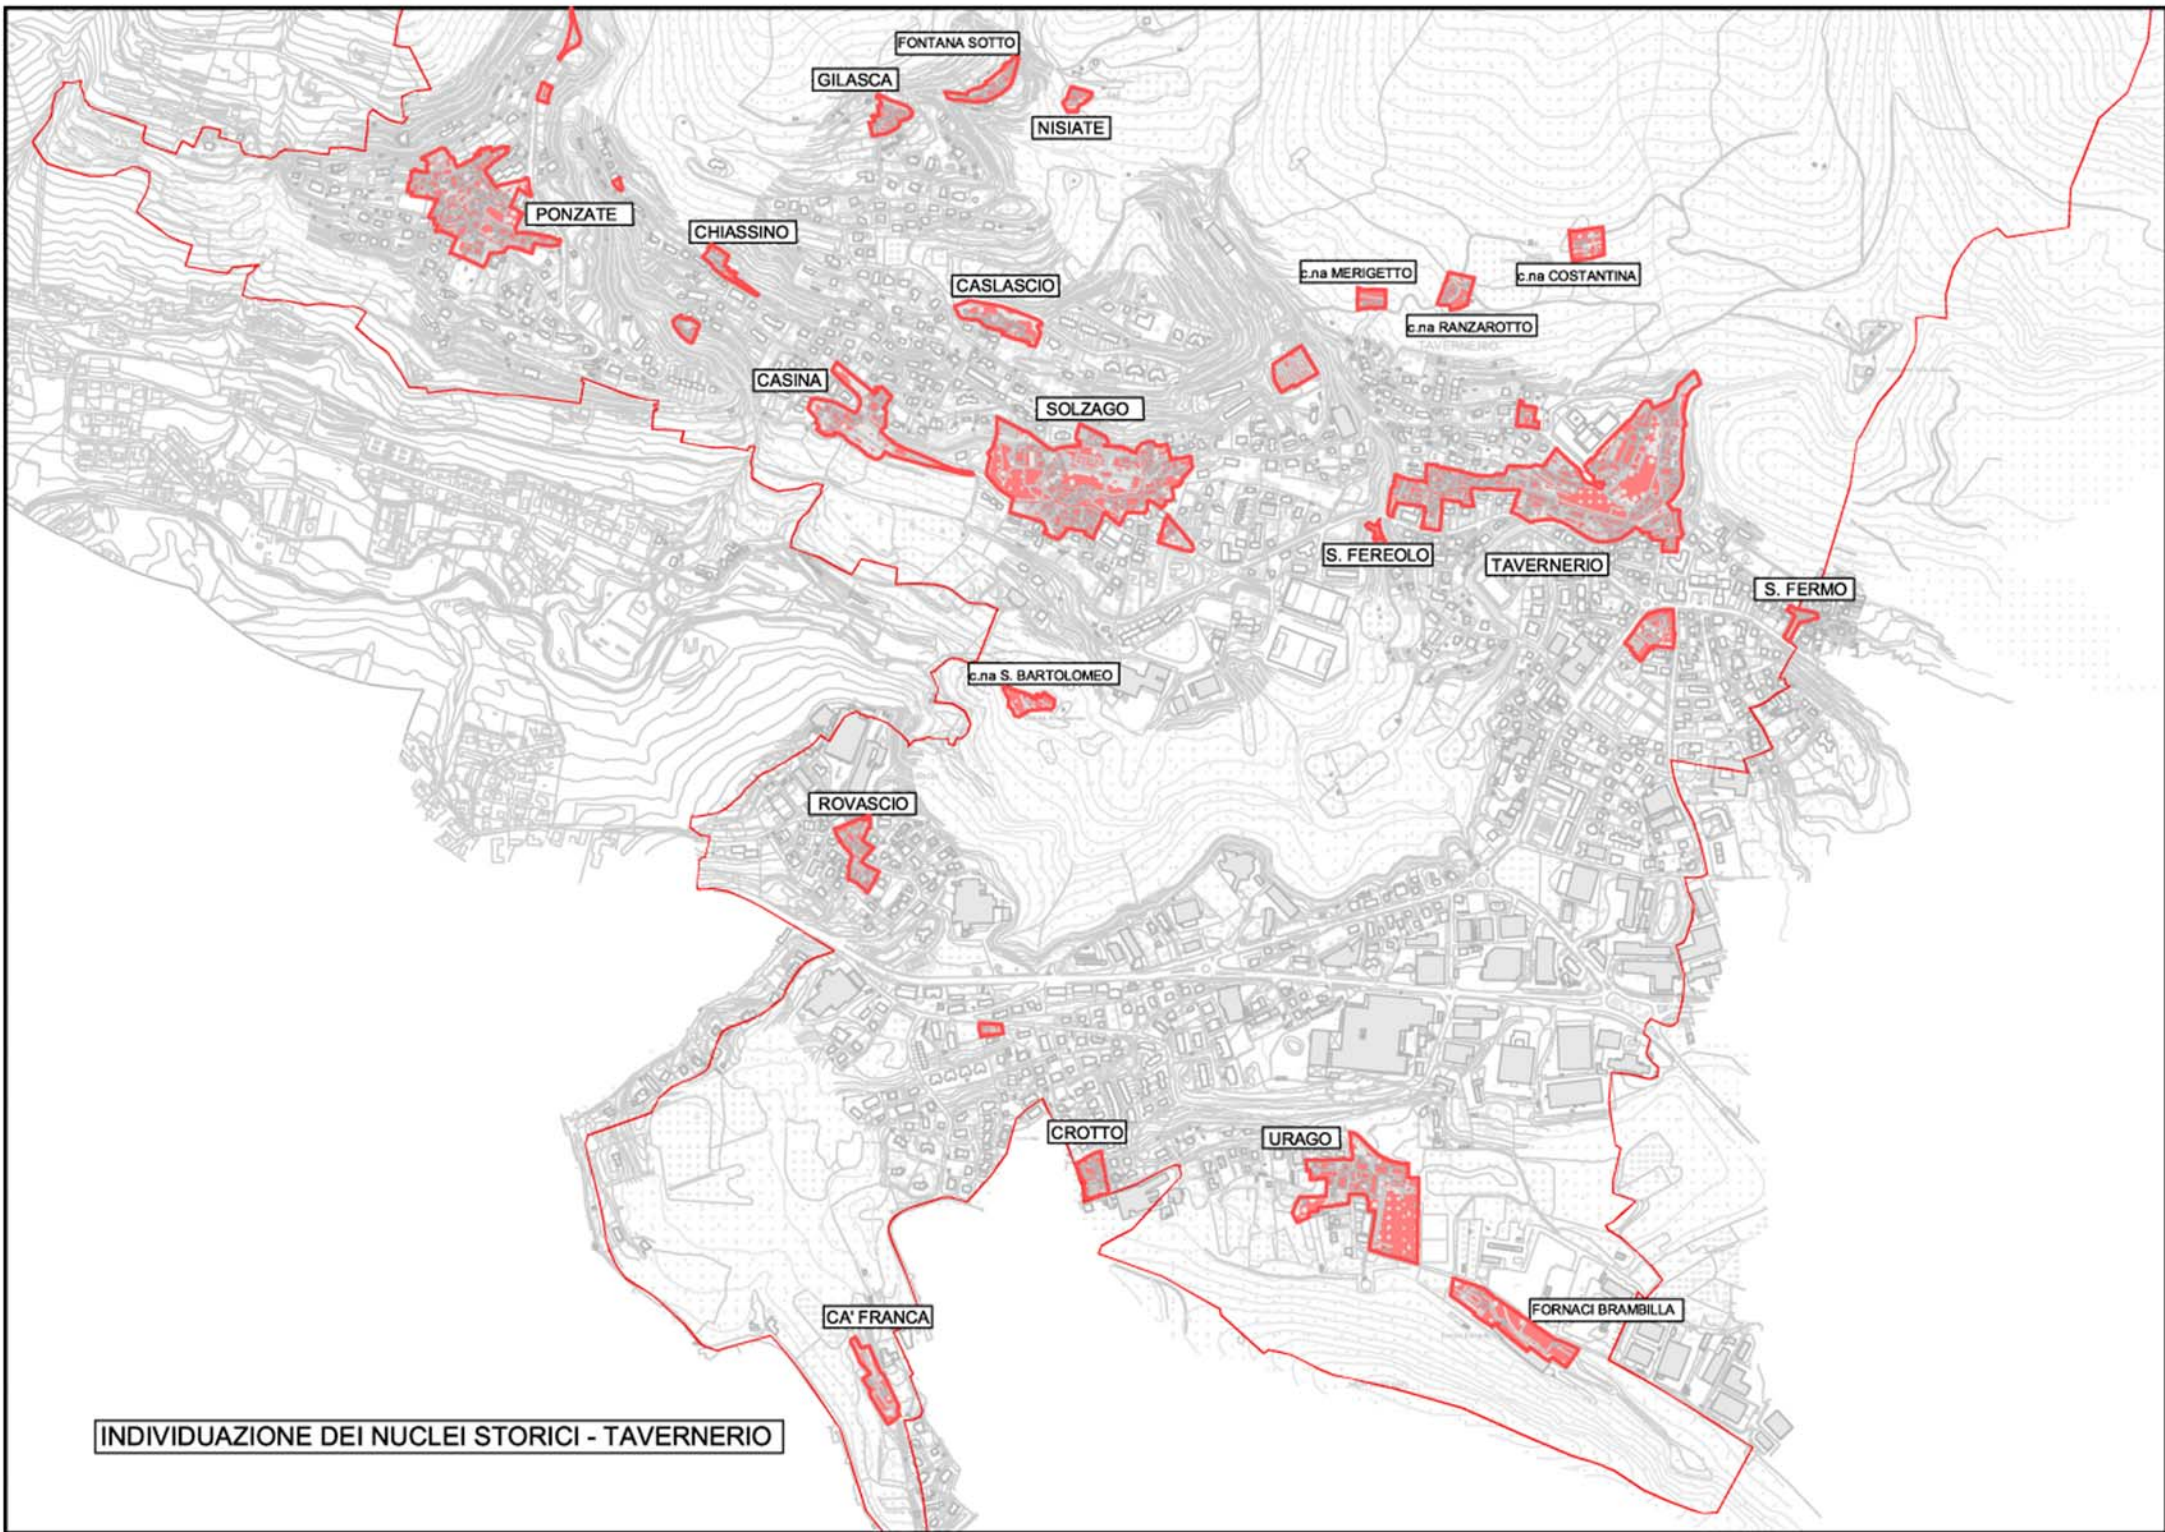 FONTANA SOTTO
GILASCA
NISIATE
PONZATE
CHIASSINO
c.na COSTANTINA
c.na MERIGETTO
CASLASCIO
c.na RANZAROTTO
TAVERNERIO
CASINA
SOLZAGO
S. FEREOLO
TAVERNERIO
S. FERMO
c.na S. BARTOLOMEO
ROVASCIO
CROTTO
URAGO
FORNACI BRAMBILLA
CA' FRANCA
INDIVIDUAZIONE DEI NUCLEI STORICI - TAVERNERIO